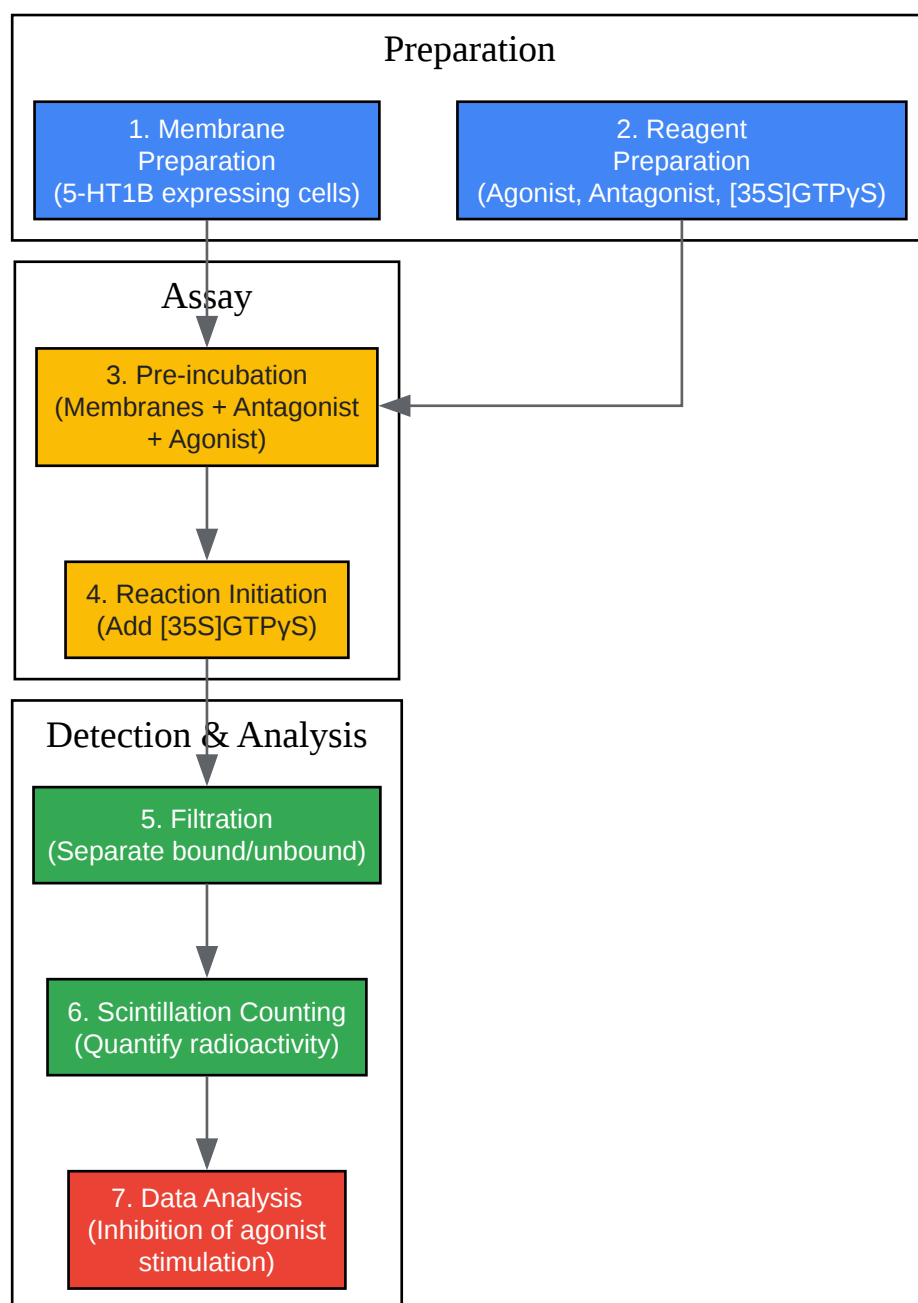 Preparation
1. Membrane
Preparation
(5-HT1B expressing cells)
2. Reagent
Preparation
(Agonist, Antagonist, [35S]GTPγS)
Assay
3. Pre-incubation
(Membranes + Antagonist
+ Agonist)
4. Reaction Initiation
(Add [35S]GTPγS)
Detection & Analysis
5. Filtration
(Separate bound/unbound)
6. Scintillation Counting
(Quantify radioactivity)
7. Data Analysis
(Inhibition of agonist
stimulation)